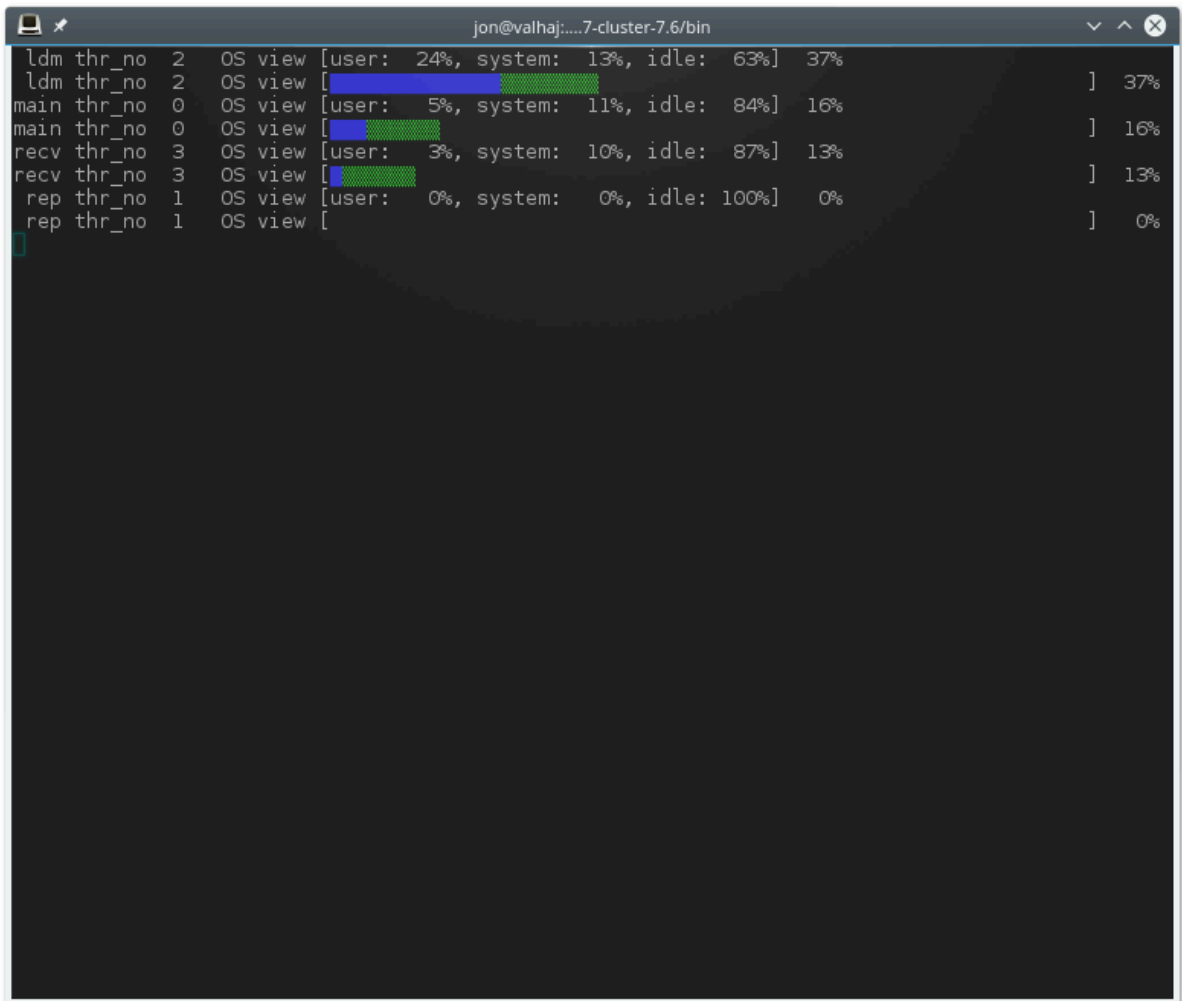 jon@valhaj:....7-cluster-7.6/bin
ldm thr_no 2 OS view [user: 24%, system: 13%, idle: 63%] 37%
ldm thr_no 2 OS view [ ] 37%
main thr_no 0 OS view [user: 5%, system: 11%, idle: 84%] 16%
main thr_no 0 OS view [ ] 16%
recv thr_no 3 OS view [user: 3%, system: 10%, idle: 87%] 13%
recv thr_no 3 OS view [ ] 13%
rep thr_no 1 OS view [user: 0%, system: 0%, idle: 100%] 0%
rep thr_no 1 OS view [ ] 0%